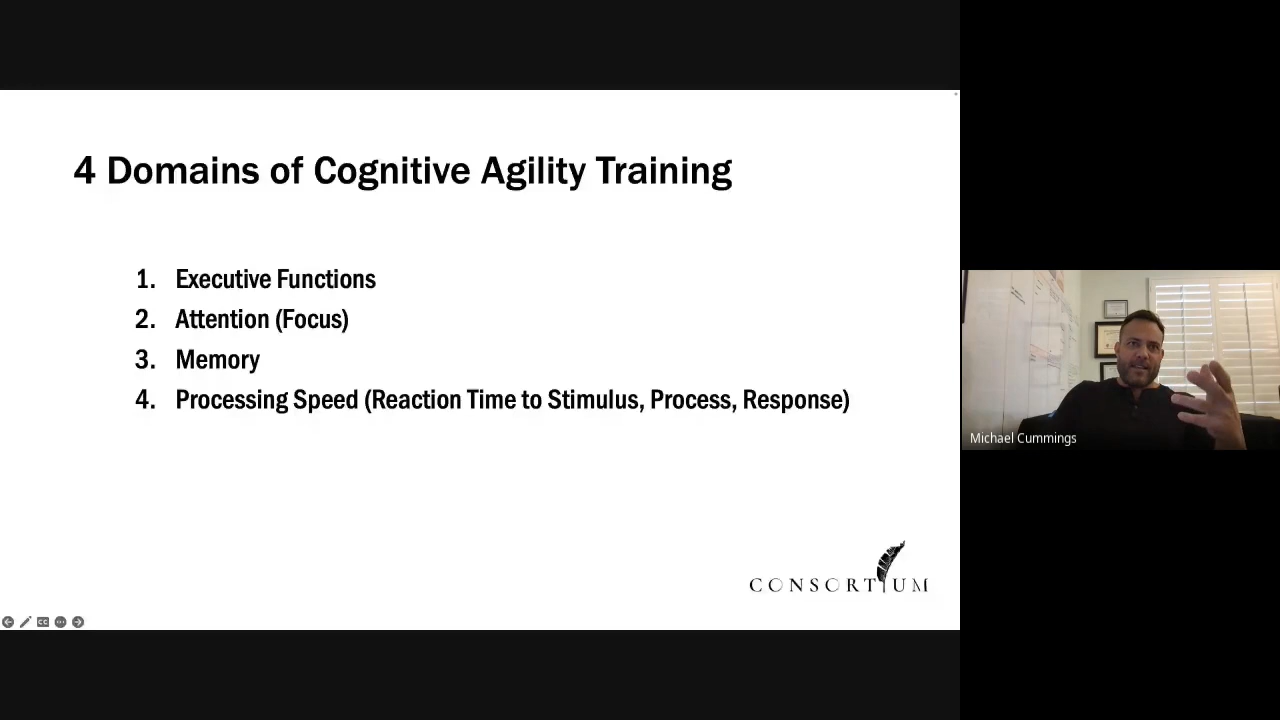 4 Domains of Cognitive Agility Training
1. Executive Functions
2. Attention (Focus)
3. Memory
4. Processing Speed (Reaction Time to Stimulus, Process, Response)
CONSORTIUM
CC
Michael Cummings